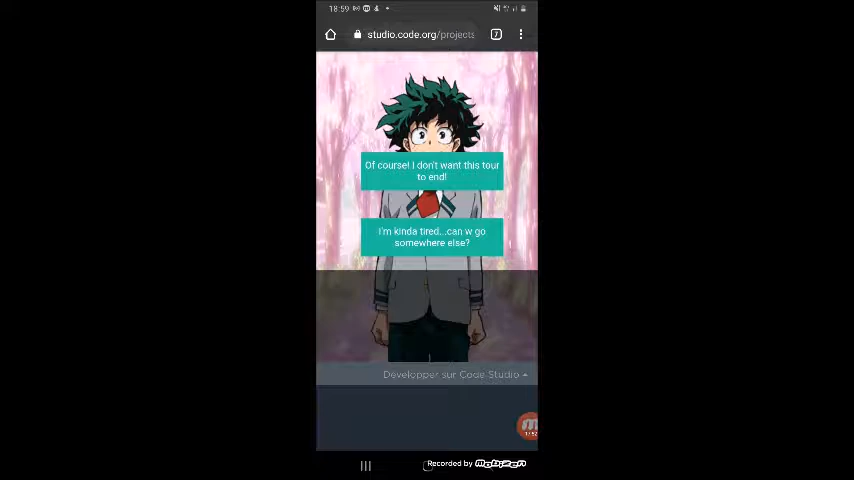 18:59
studio.code.org/projects
7
Of course! I don't want this tour
to end!
I'm kinda tired...can w go
somewhere else?
Développer sur Code Studio
Recorded by mobizen